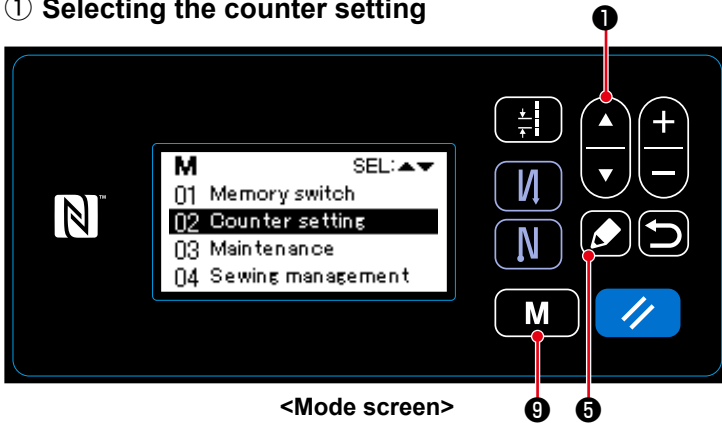 ① Selecting the counter setting
❶
M SEL:▲▼
01 Memory switch
02 Counter setting
03 Maintenance
04 Sewing management
N™
M
<Mode screen>
❾ ❺